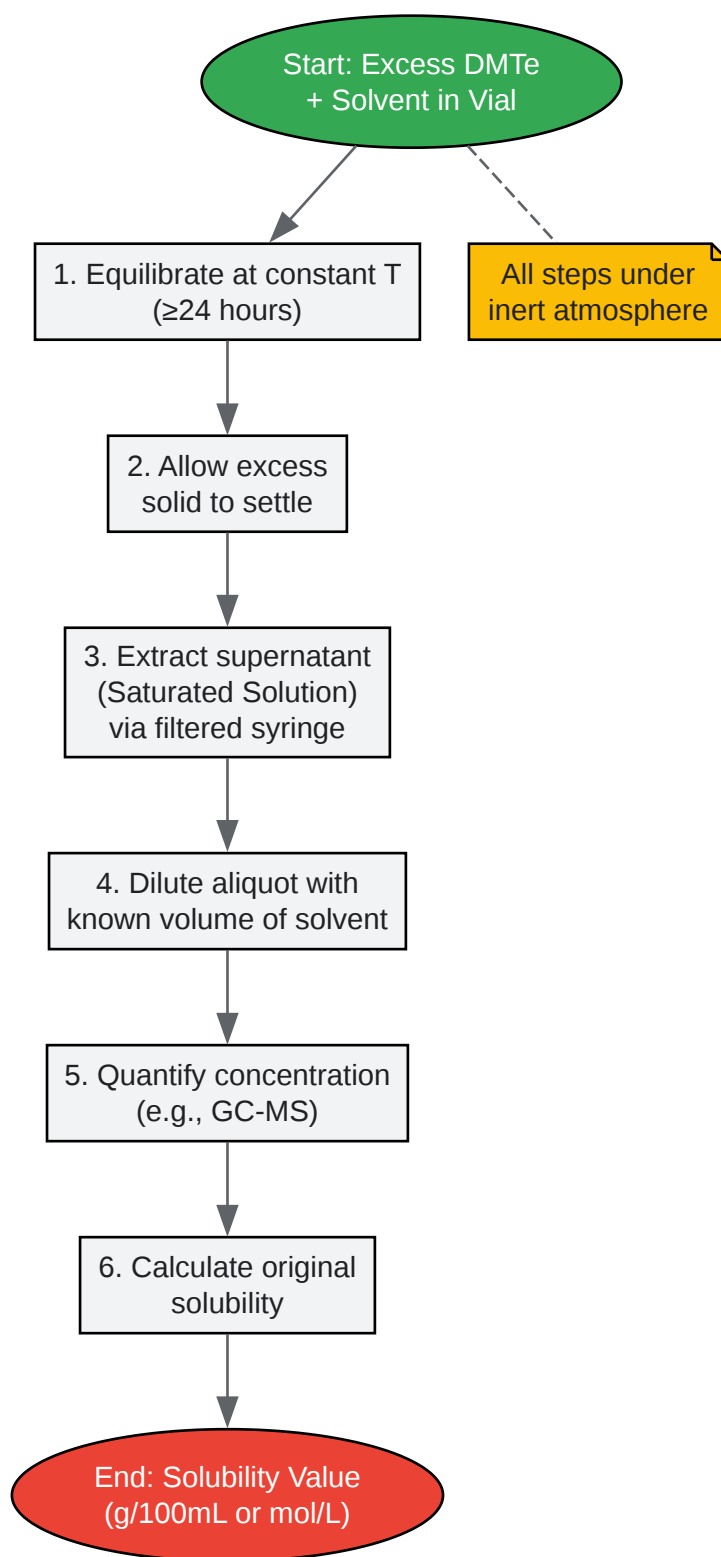 Start: Excess DMTe
+ Solvent in Vial
1. Equilibrate at constant T
(≥24 hours)
All steps under
inert atmosphere
2. Allow excess
solid to settle
3. Extract supernatant
(Saturated Solution)
via filtered syringe
4. Dilute aliquot with
known volume of solvent
5. Quantify concentration
(e.g., GC-MS)
6. Calculate original
solubility
End: Solubility Value
(g/100mL or mol/L)